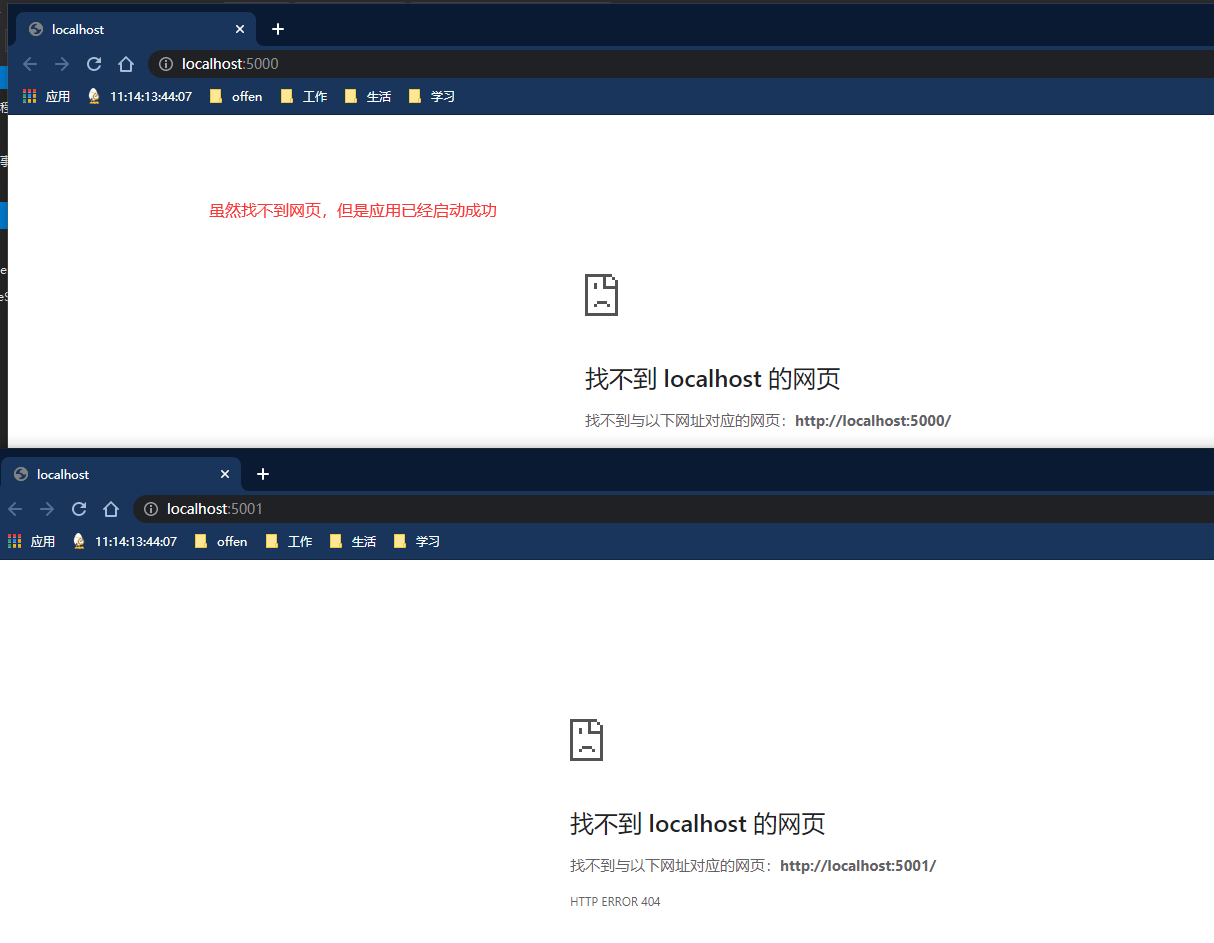 localhost
localhost:5000
应用 11:14:13:44:07 offen 工作 生活 学习
程
事
虽然找不到网页，但是应用已经启动成功
e
eS
找不到 localhost 的网页
找不到与以下网址对应的网页：http://localhost:5000/
localhost
localhost:5001
应用 11:14:13:44:07 offen 工作 生活 学习
找不到 localhost 的网页
找不到与以下网址对应的网页：http://localhost:5001/
HTTP ERROR 404